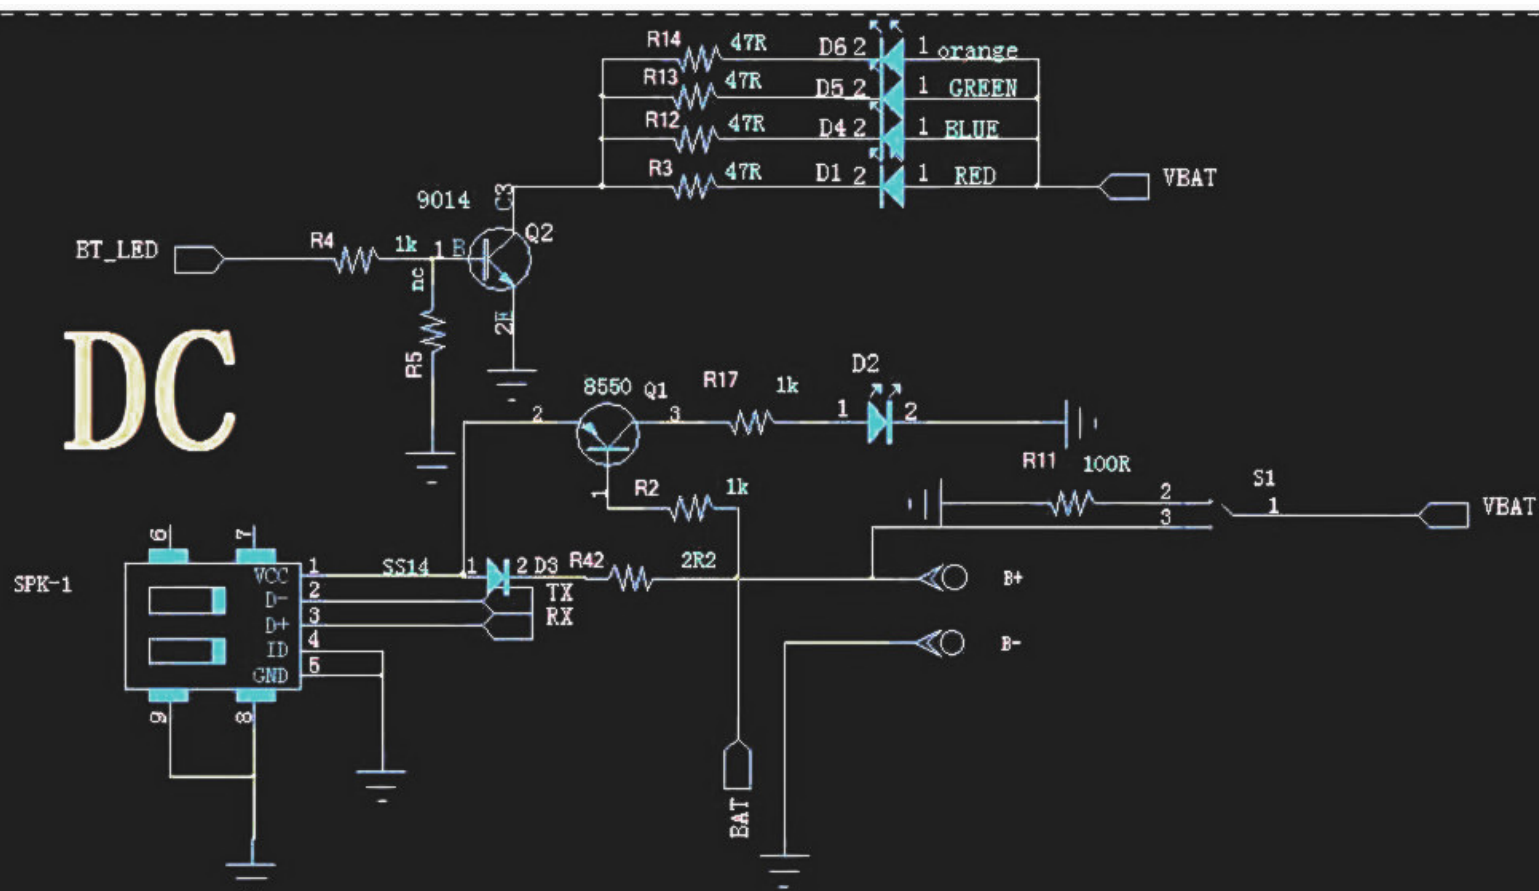 R14 47R D6 2 1 orange
R13 47R D5 2 1 GREEN
R12 47R D4 2 1 BLUE
R3 47R D1 2 1 RED
VBAT
9014 C3
BT_LED R4 1k 1 B Q2
nc
R5
2E
DC
8550 Q1 R17 1k D2
2 3 1 2
1
R2 1k
R11 100R S1
2
3
1
VBAT
6 7
SPK-1
VCC 1 SS14 1 2 D3 R42 2R2 B+
D- 2 TX
D+ 3 RX
ID 4 B-
GND 5
9 8
BAT